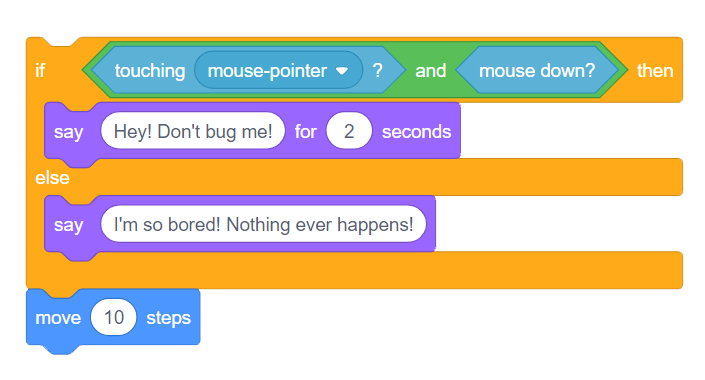 if touching mouse-pointer ? and mouse down? then
say Hey! Don't bug me! for 2 seconds
else
say I'm so bored! Nothing ever happens!
move 10 steps